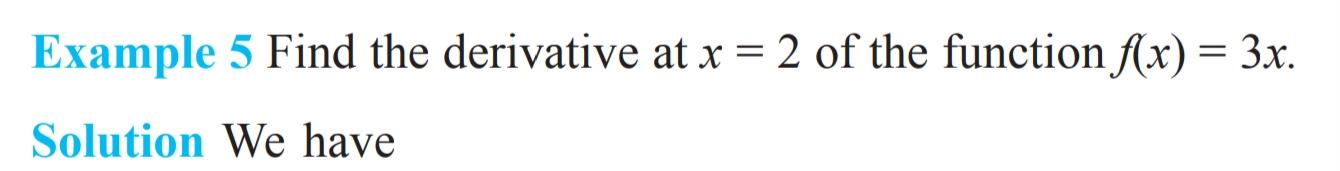 Example 5 Find the derivative at x = 2 of the function f(x) = 3x.
Solution We have